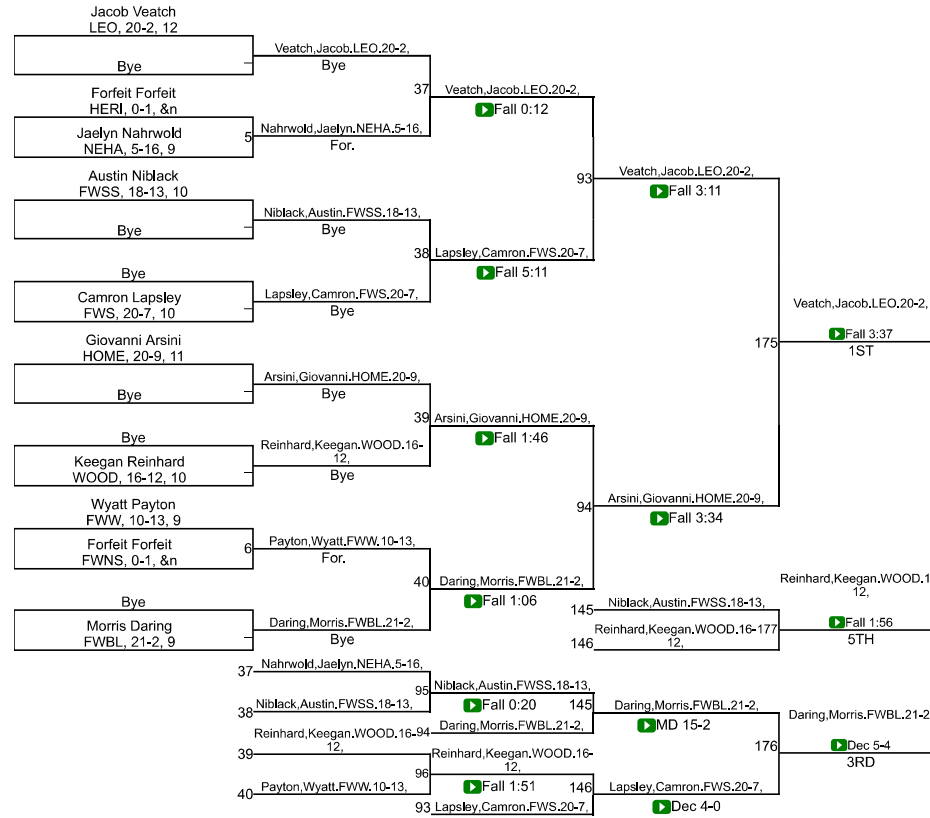 Jacob Veatch
LEO, 20-2, 12
Veatch,Jacob.LEO.20-2,
Bye
Bye
37
Veatch,Jacob.LEO.20-2,
Fall 0:12
Forfeit Forfeit
HERI, 0-1, &n
Jaelyn Nahrwold
NEHA, 5-16, 9
5
Nahrwold,Jaelyn.NEHA.5-16,
For.
93
Veatch,Jacob.LEO.20-2,
Fall 3:11
Austin Niblack
FWSS, 18-13, 10
Niblack,Austin.FWSS.18-13,
Bye
Bye
38
Lapsley,Camron.FWS.20-7,
Fall 5:11
Bye
Camron Lapsley
FWS, 20-7, 10
Lapsley,Camron.FWS.20-7,
Bye
Veatch,Jacob.LEO.20-2,
175
Fall 3:37
1ST
Giovanni Arsini
HOME, 20-9, 11
Arsini,Giovanni.HOME.20-9,
Bye
Bye
39
Arsini,Giovanni.HOME.20-9,
Fall 1:46
Bye
Keegan Reinhard
WOOD, 16-12, 10
Reinhard,Keegan.WOOD.16-
12,
Bye
94
Arsini,Giovanni.HOME.20-9,
Fall 3:34
Wyatt Payton
FWW, 10-13, 9
Forfeit Forfeit
FWNS, 0-1, &n
6
Payton,Wyatt.FWW.10-13,
For.
40
Daring,Morris.FWBL.21-2,
Fall 1:06
Bye
Morris Daring
FWBL, 21-2, 9
Daring,Morris.FWBL.21-2,
Bye
145
Niblack,Austin.FWSS.18-13,
146
Reinhard,Keegan.WOOD.16-
12,
177
Reinhard,Keegan.WOOD.1
12,
Fall 1:56
5TH
37
Nahrwold,Jaelyn.NEHA.5-16,
38
Niblack,Austin.FWSS.18-13,
95
Niblack,Austin.FWSS.18-13,
Fall 0:20
94
Daring,Morris.FWBL.21-2,
145
Daring,Morris.FWBL.21-2,
MD 15-2
39
Reinhard,Keegan.WOOD.16-
12,
40
Payton,Wyatt.FWW.10-13,
96
Reinhard,Keegan.WOOD.16-
12,
Fall 1:51
93
Lapsley,Camron.FWS.20-7,
146
Lapsley,Camron.FWS.20-7,
Dec 4-0
176
Daring,Morris.FWBL.21-2
Dec 5-4
3RD